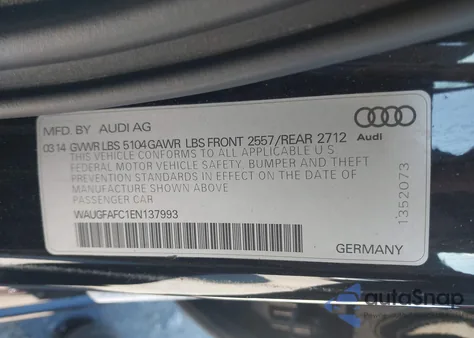 MFD. BY AUDI AG
0314 GVWR LBS 5104 GAWR LBS FRONT 2557/REAR 2712
THIS VEHICLE CONFORMS TO ALL APPLICABLE U.S.
FEDERAL MOTOR VEHICLE SAFETY, BUMPER AND THEFT
PREVENTION STANDARDS IN EFFECT ON THE DATE OF
MANUFACTURE SHOWN ABOVE.
PASSENGER CAR
WAUGFAFC1EN137993
Audi
1352073
GERMANY
autoSnap